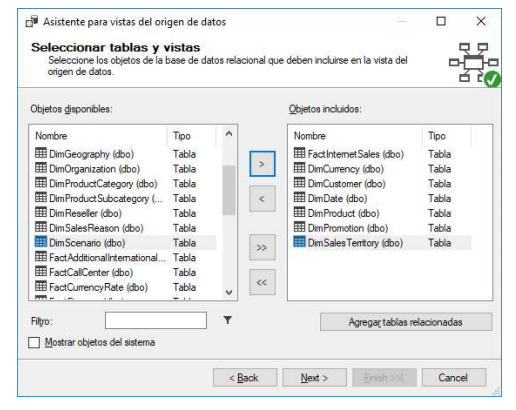 Asistente para vistas del origen de datos
Seleccionar tablas y vistas
Seleccione los objetos de la base de datos relacional que deben incluirse en la vista del
origen de datos.
Objetos disponibles:
Nombre Tipo
DimGeography (dbo) Tabla
DimOrganization (dbo) Tabla
DimProductCategory (dbo) Tabla
DimProductSubcategory (... Tabla
DimReseller (dbo) Tabla
DimSalesReason (dbo) Tabla
DimScenario (dbo) Tabla
FactAdditionalInternational... Tabla
FactCallCenter (dbo) Tabla
FactCurrencyRate (dbo) Tabla
>
<
>>
<<
Objetos incluidos:
Nombre Tipo
FactInternetSales (dbo) Tabla
DimCurrency (dbo) Tabla
DimCustomer (dbo) Tabla
DimDate (dbo) Tabla
DimProduct (dbo) Tabla
DimPromotion (dbo) Tabla
DimSalesTerritory (dbo) Tabla
Filtro:
Agregar tablas relacionadas
Mostrar objetos del sistema
< Back Next > Finish >>| Cancel